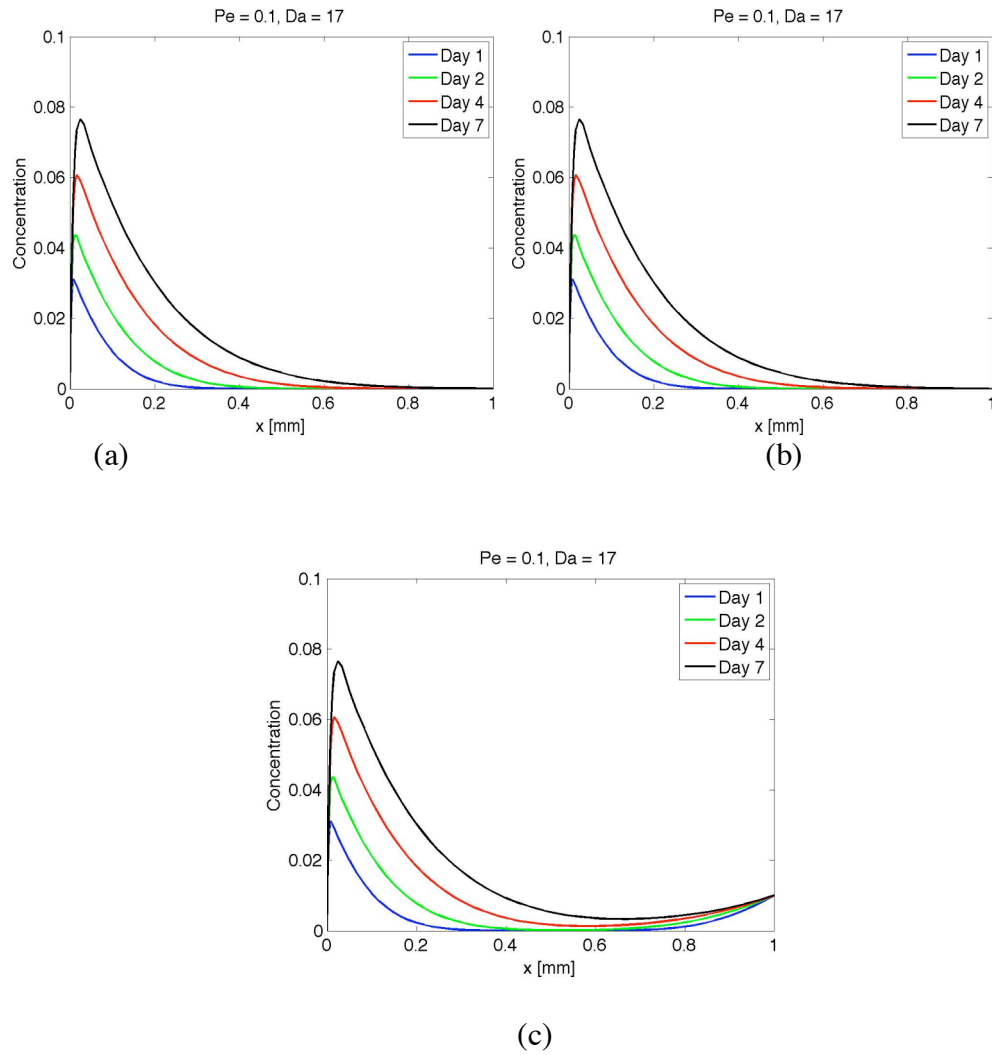 Pe = 0.1, Da = 17
0.1
0.08
0.06
0.04
0.02
0
Concentration
Day 1
Day 2
Day 4
Day 7
0 0.2 0.4 0.6 0.8 1
x [mm]
(a)
Pe = 0.1, Da = 17
0.1
0.08
0.06
0.04
0.02
0
Concentration
Day 1
Day 2
Day 4
Day 7
0 0.2 0.4 0.6 0.8 1
x [mm]
(b)
Pe = 0.1, Da = 17
0.1
0.08
0.06
0.04
0.02
0
Concentration
Day 1
Day 2
Day 4
Day 7
0 0.2 0.4 0.6 0.8 1
x [mm]
(c)